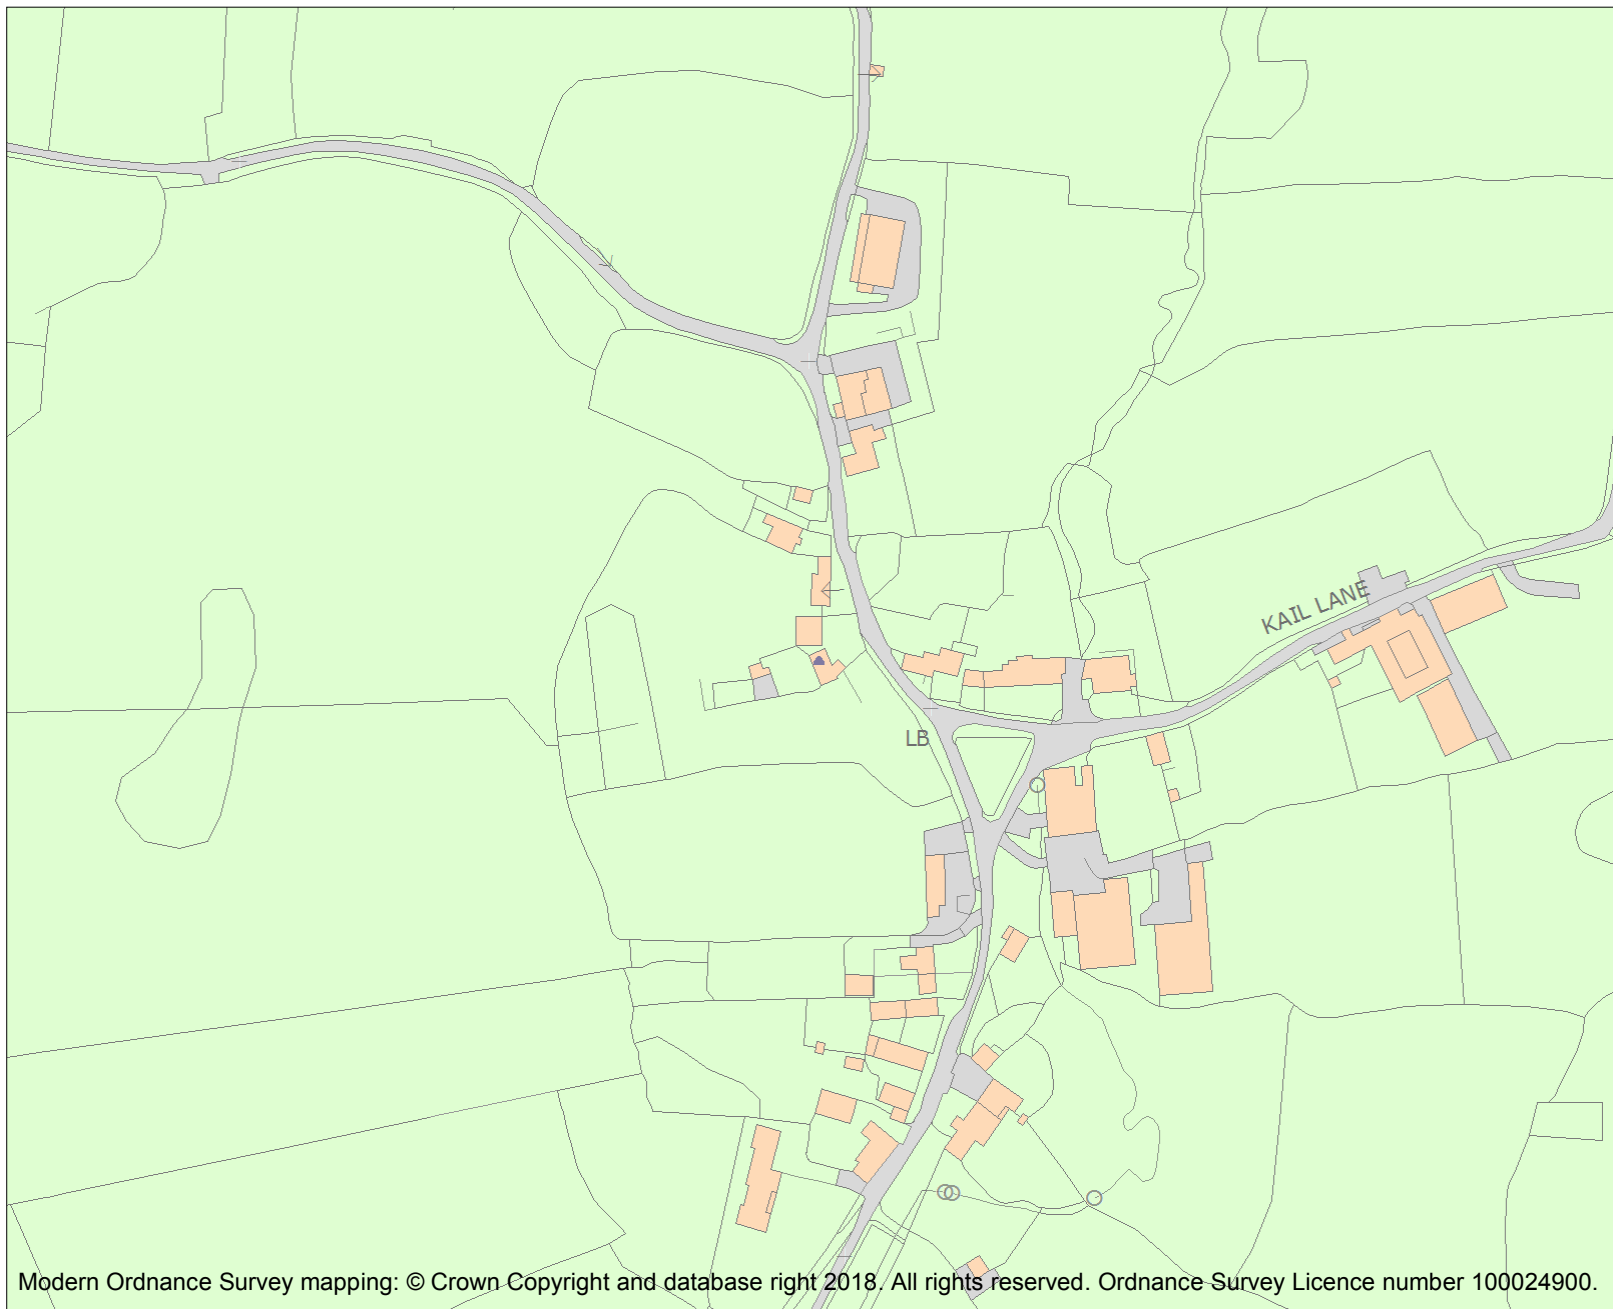 KAIL LANE
LB
Modern Ordnance Survey mapping: © Crown Copyright and database right 2018. All rights reserved. Ordnance Survey Licence number 100024900.